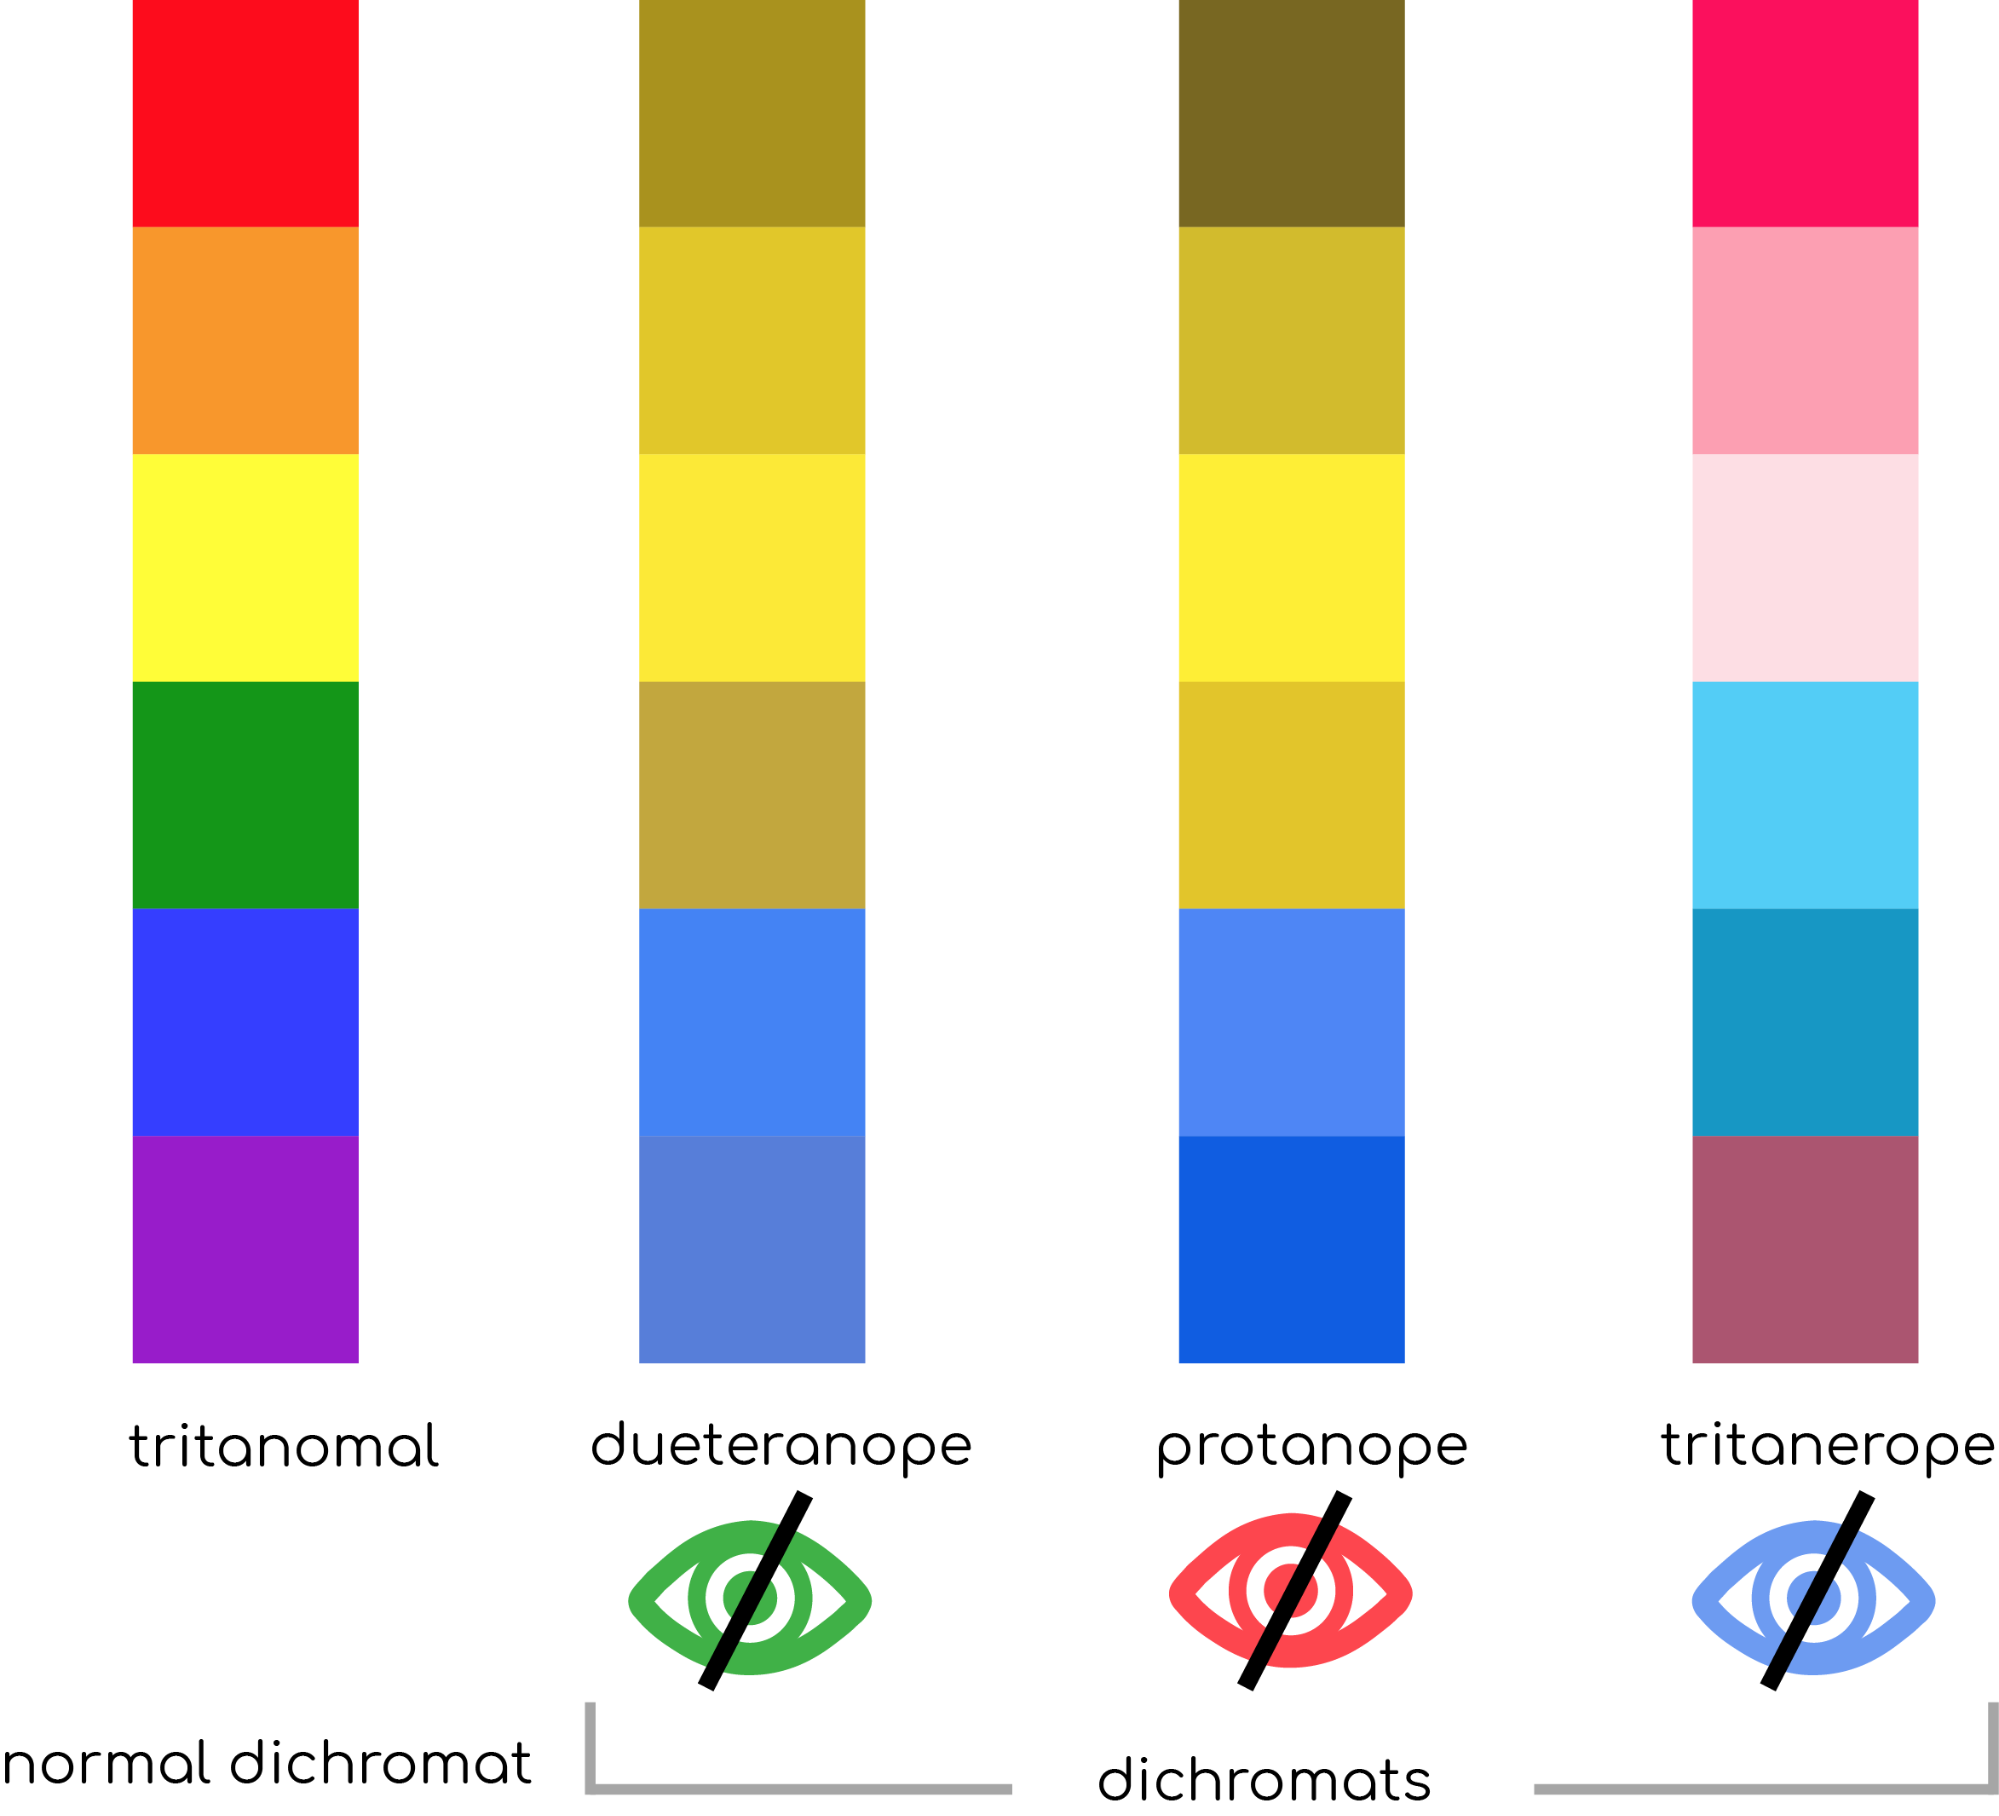 tritanomal
dueteranope
protanope
tritanerope
normal dichromat
dichromats